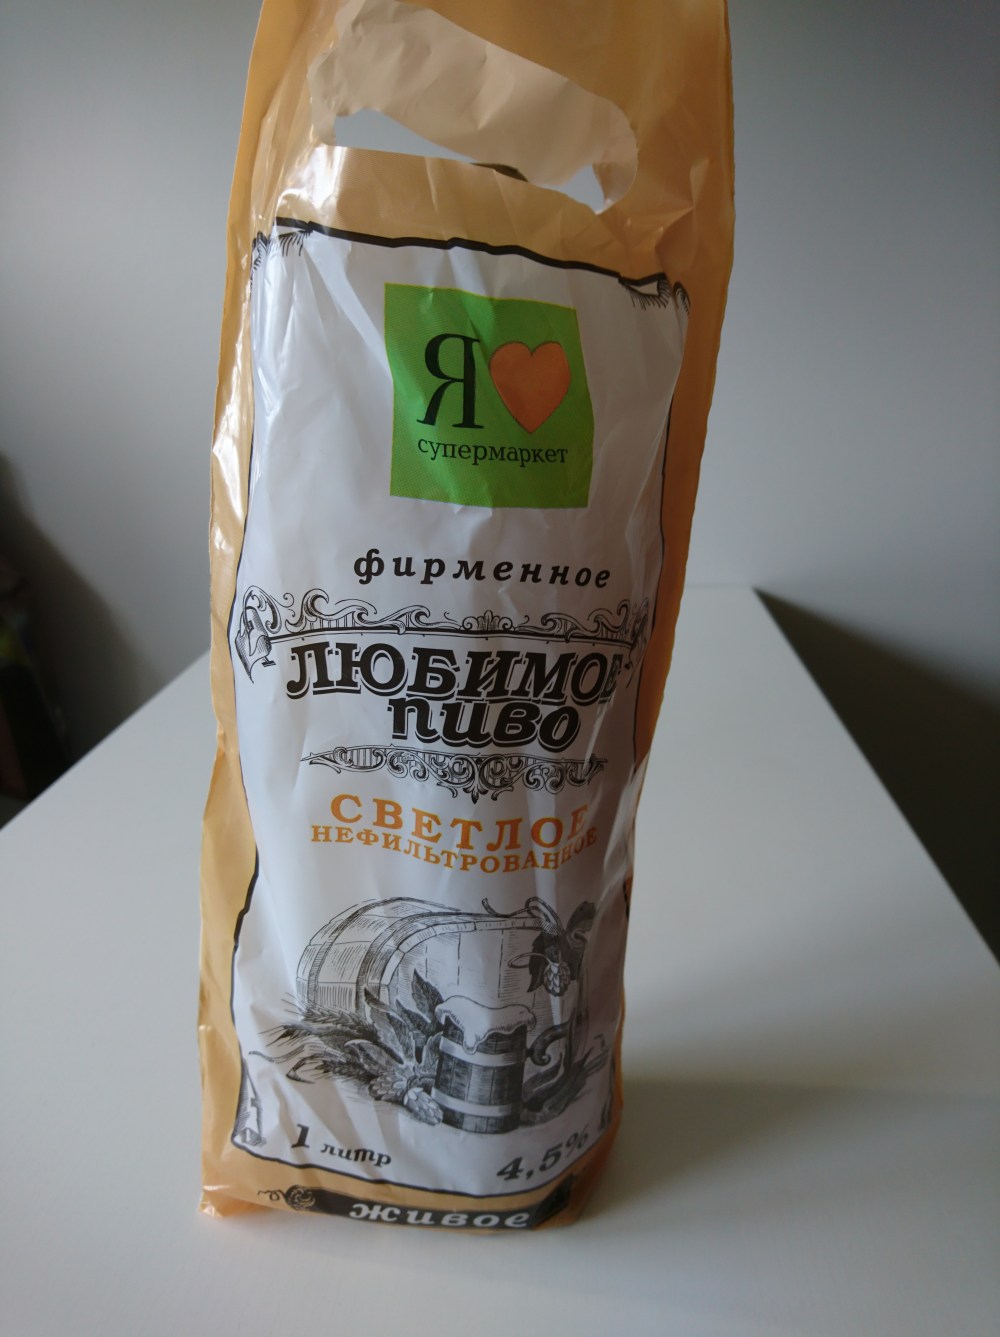 Я
супермаркет
фирменное
ЛЮБИМОЕ
пиво
СВЕТЛОЕ
НЕФИЛЬТРОВАННОЕ
1 литр
4,5%
живое